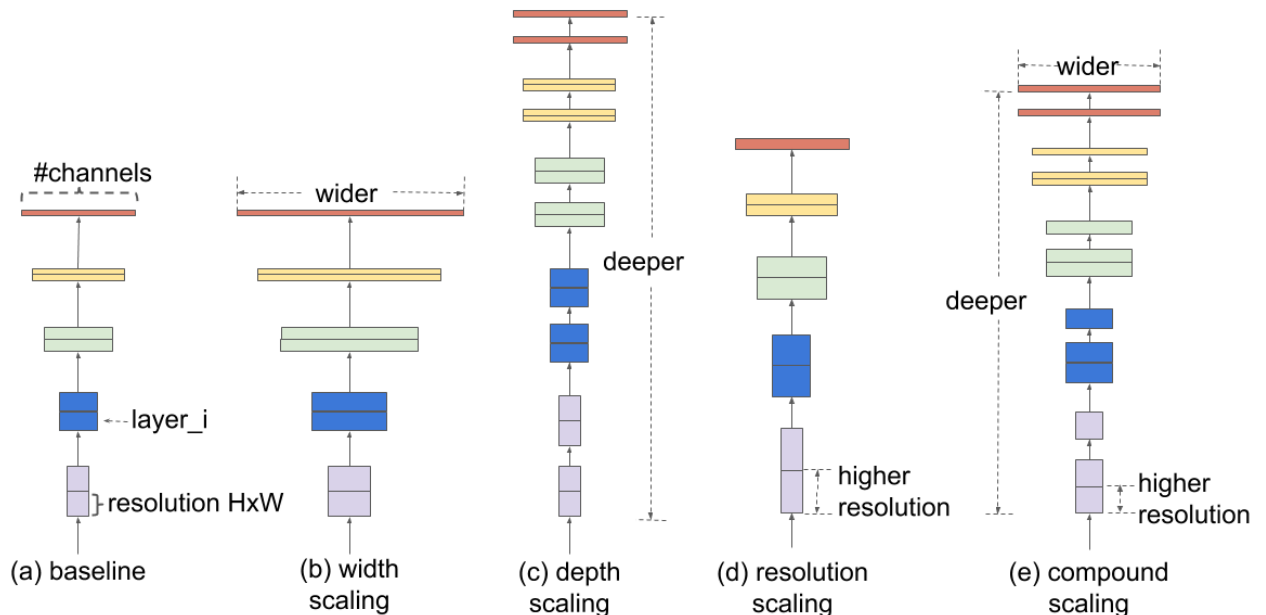 #channels
layer_i
resolution HxW
(a) baseline
wider
(b) width
scaling
deeper
(c) depth
scaling
higher
resolution
(d) resolution
scaling
wider
deeper
higher
resolution
(e) compound
scaling